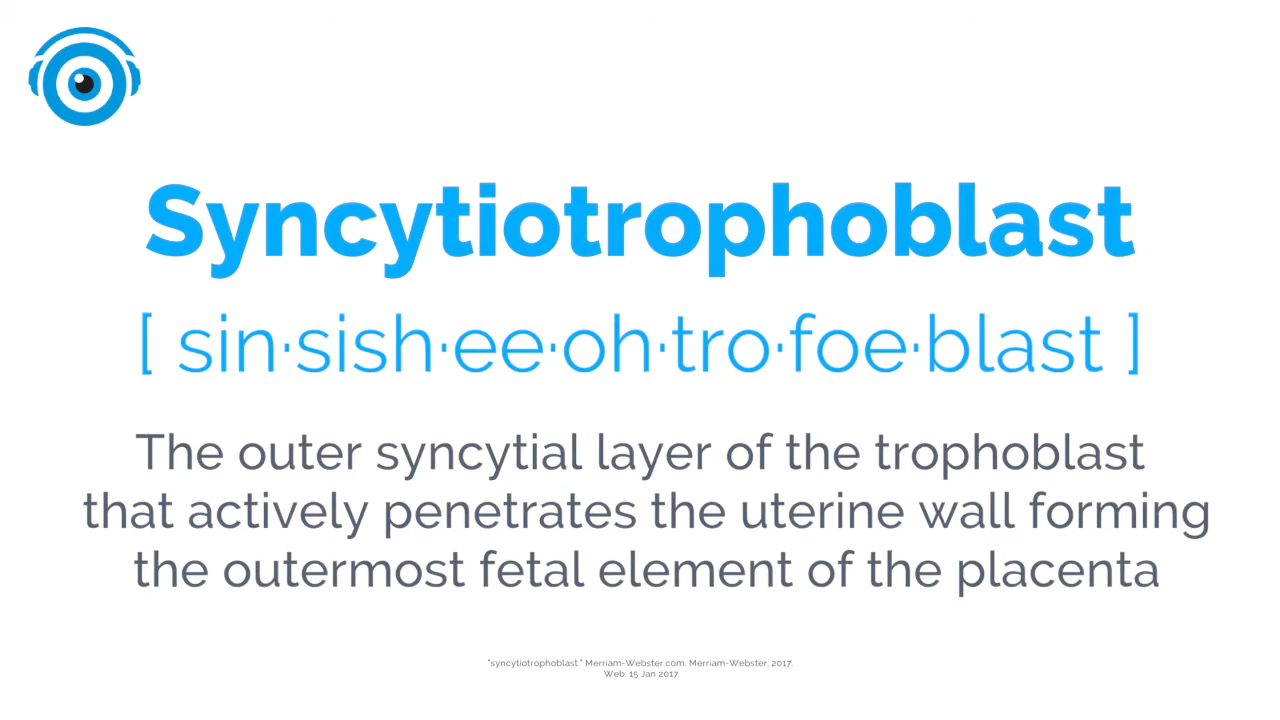 Syncytiotrophoblast
[ sin·sish·ee·oh·tro·foe·blast ]
The outer syncytial layer of the trophoblast
that actively penetrates the uterine wall forming
the outermost fetal element of the placenta
"syncytiotrophoblast." Merriam-Webster.com. Merriam-Webster, 2017.
Web. 15 Jan 2017.